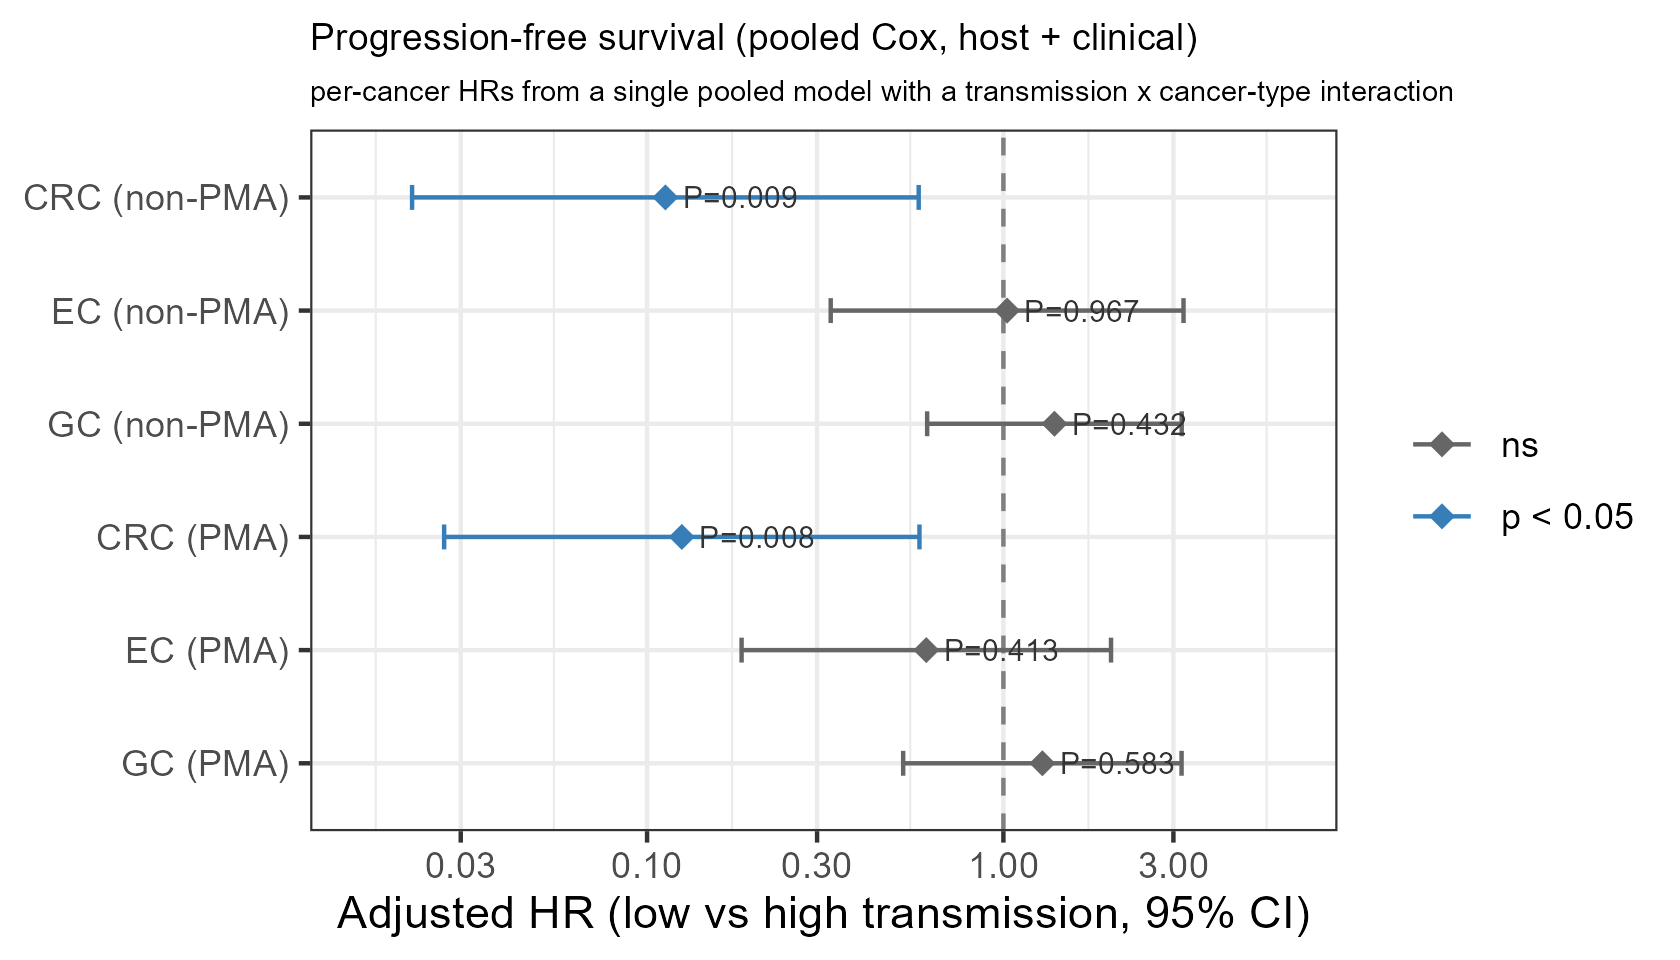 Progression-free survival (pooled Cox, host + clinical)
per-cancer HRs from a single pooled model with a transmission x cancer-type interaction
CRC (non-PMA)
P=0.009
EC (non-PMA)
P=0.967
GC (non-PMA)
P=0.432
CRC (PMA)
P=0.008
EC (PMA)
P=0.413
GC (PMA)
P=0.583
ns
p < 0.05
0.03 0.10 0.30 1.00 3.00
Adjusted HR (low vs high transmission, 95% CI)